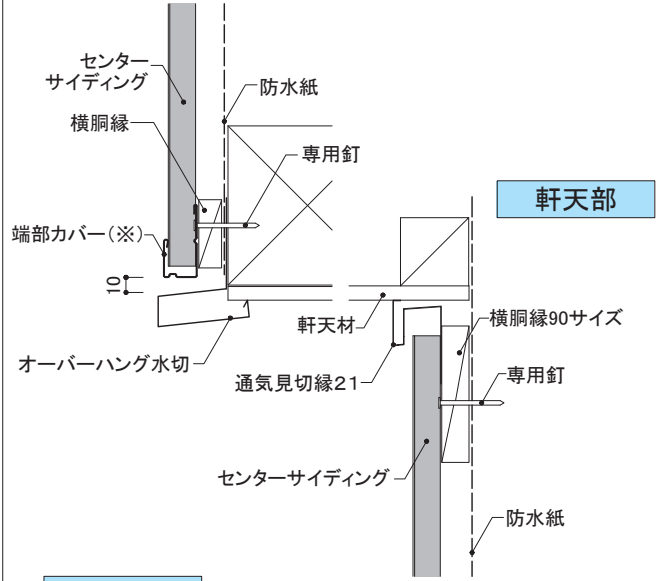 センター
サイディング
防水紙
横胴縁
専用釘
軒天部
端部カバー(※)
10
軒天材
横胴縁90サイズ
オーバーハング水切
通気見切縁21
専用釘
センターサイディング
防水紙